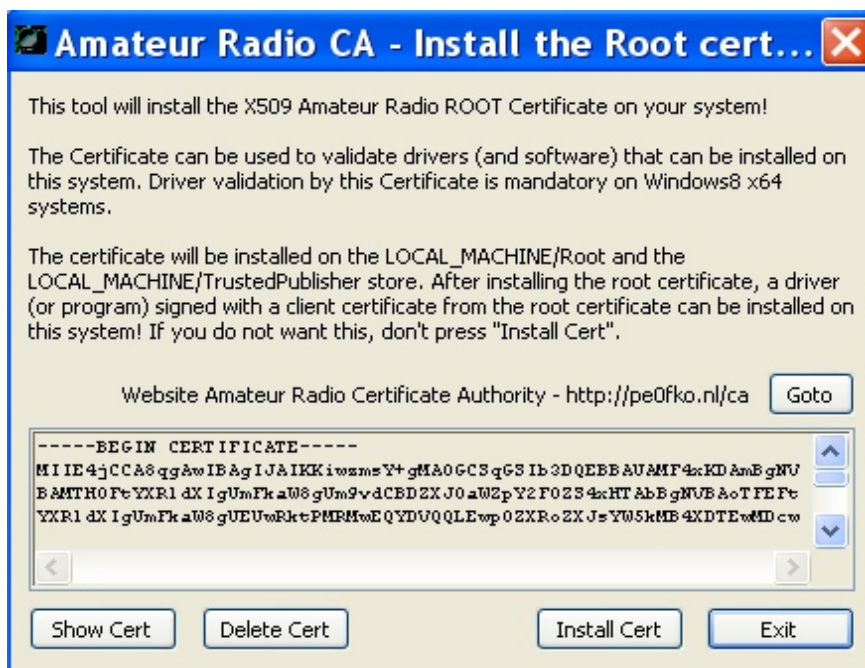 Amateur Radio CA - Install the Root cert...
This tool will install the X509 Amateur Radio ROOT Certificate on your system!
The Certificate can be used to validate drivers (and software) that can be installed on
this system. Driver validation by this Certificate is mandatory on Windows8 x64
systems.
The certificate will be installed on the LOCAL_MACHINE/Root and the
LOCAL_MACHINE/TrustedPublisher store. After installing the root certificate, a driver
(or program) signed with a client certificate from the root certificate can be installed
on this system! If you do not want this, don't press "Install Cert".
Website Amateur Radio Certificate Authority - http://pe0fko.nl/ca Goto
-----BEGIN CERTIFICATE-----
MIIE4jCCA8qgAwIBAgIJAIKKiwzmsY+gMA0GCSqGSIb3DQEBBAUAMF4xKDAmBgNV
BAMTH0FtYXRldXIgUmFkaW8gUm9vdCBDZXJ0aWZpY2F0ZS4xHTAbBgNVBAoTFEFt
YXRldXIgUmFkaW8gUEUwRktPMRMwEQYDVQQLEwpOZXRoZXJsYW5kMB4XDTEwMDcw
Show Cert Delete Cert Install Cert Exit